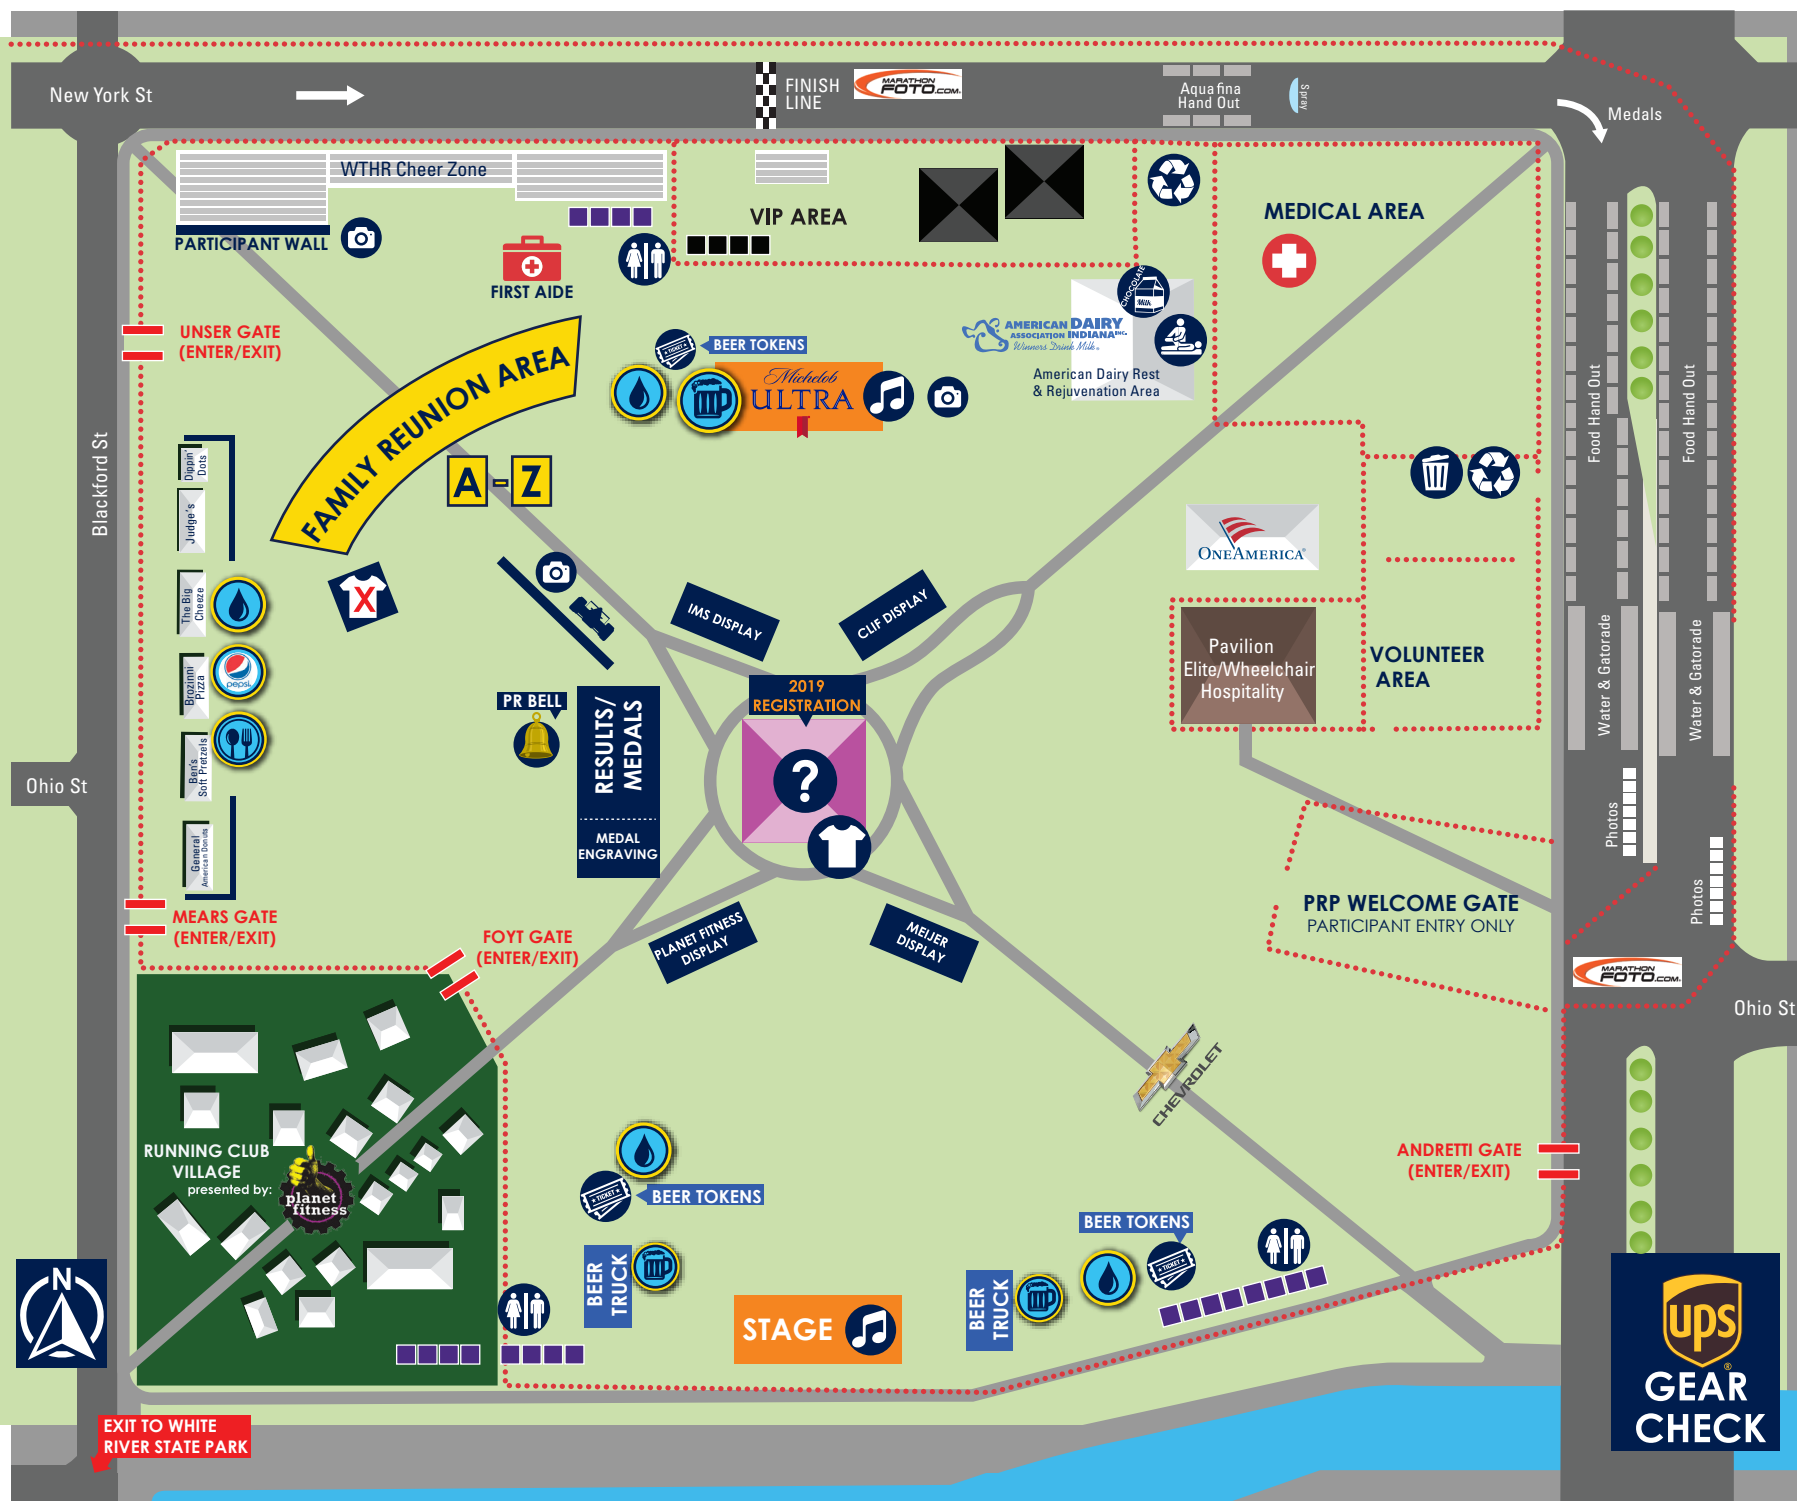 New York St
FINISH
LINE
MARATHON
FOTO.COM
Aquafina
Hand Out
Spray
Medals
WTHR Cheer Zone
PARTICIPANT WALL
VIP AREA
MEDICAL AREA
FIRST AIDE
UNSER GATE
(ENTER/EXIT)
BEER TOKENS
TICKET
Michelob
ULTRA
CHOCOLATE
Milk
AMERICAN DAIRY
ASSOCIATION INDIANA INC.
Winners Drink Milk
American Dairy Rest
& Rejuvenation Area
FAMILY REUNION AREA
A - Z
Blackford St
Dippin'
Dots
Judge's
The Big
Cheeze
Brozinni
Pizza
pepsi
Ben's
Soft Pretzels
General
American Donuts
X
Food Hand Out
Food Hand Out
ONEAMERICA
IMS DISPLAY
CLIF DISPLAY
Pavilion
Elite/Wheelchair
Hospitality
VOLUNTEER
AREA
Water & Gatorade
Water & Gatorade
2019
REGISTRATION
?
PR BELL
RESULTS/
MEDALS
MEDAL
ENGRAVING
Ohio St
Photos
Photos
MEARS GATE
(ENTER/EXIT)
FOYT GATE
(ENTER/EXIT)
PLANET FITNESS
DISPLAY
MEIJER
DISPLAY
PRP WELCOME GATE
PARTICIPANT ENTRY ONLY
MARATHON
FOTO.COM
Ohio St
CHEVROLET
RUNNING CLUB
VILLAGE
presented by:
planet
fitness
ANDRETTI GATE
(ENTER/EXIT)
TICKET
BEER TOKENS
BEER TOKENS
TICKET
BEER
TRUCK
BEER
TRUCK
STAGE
N
ups
GEAR
CHECK
EXIT TO WHITE
RIVER STATE PARK